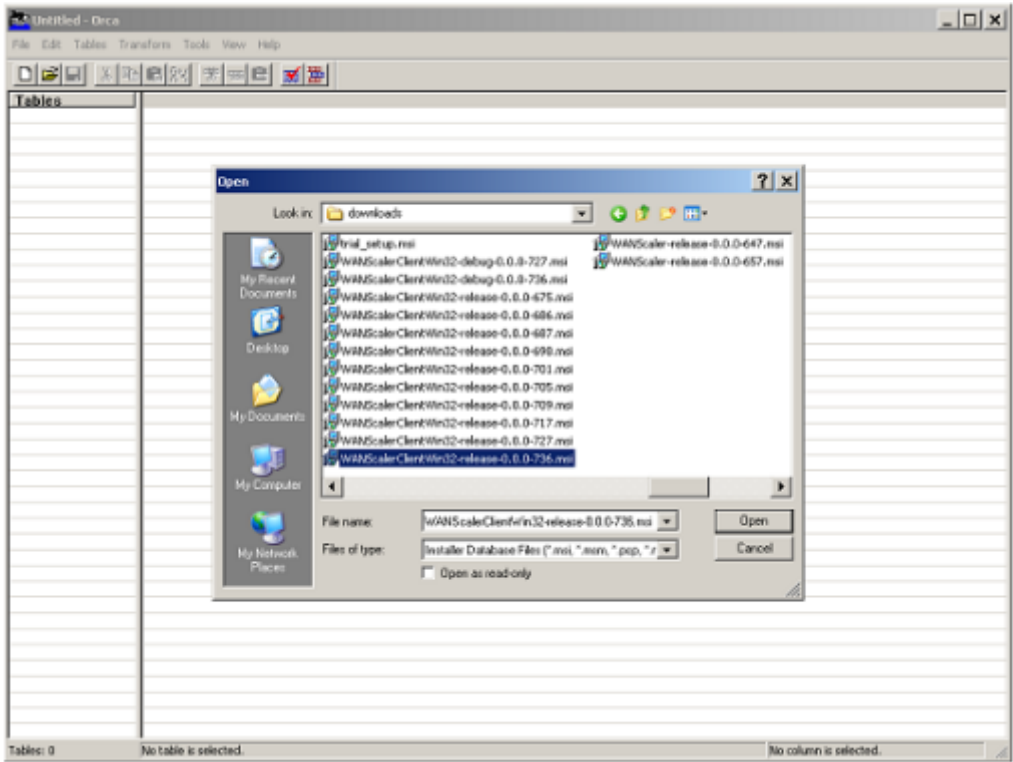 Untitled - Orca
File Edit Tables Transform Tools View Help
Tables
Open
Look in: downloads
My Recent Documents
Desktop
My Documents
My Computer
My Network Places
trial_setup.msi
WANScalerClientWin32-debug-0.0.0-727.msi
WANScalerClientWin32-debug-0.0.0-736.msi
WANScalerClientWin32-release-0.0.0-675.msi
WANScalerClientWin32-release-0.0.0-686.msi
WANScalerClientWin32-release-0.0.0-687.msi
WANScalerClientWin32-release-0.0.0-698.msi
WANScalerClientWin32-release-0.0.0-701.msi
WANScalerClientWin32-release-0.0.0-705.msi
WANScalerClientWin32-release-0.0.0-709.msi
WANScalerClientWin32-release-0.0.0-717.msi
WANScalerClientWin32-release-0.0.0-727.msi
WANScalerClientWin32-release-0.0.0-736.msi
WANScaler-release-0.0.0-647.msi
WANScaler-release-0.0.0-657.msi
File name: WANScalerClientWin32-release-0.0.0-736.msi Open
Files of type: Installer Database Files (*.msi, *.msm, *.pcp, Cancel
Open as read-only
Tables: 0 No table is selected. No column is selected.